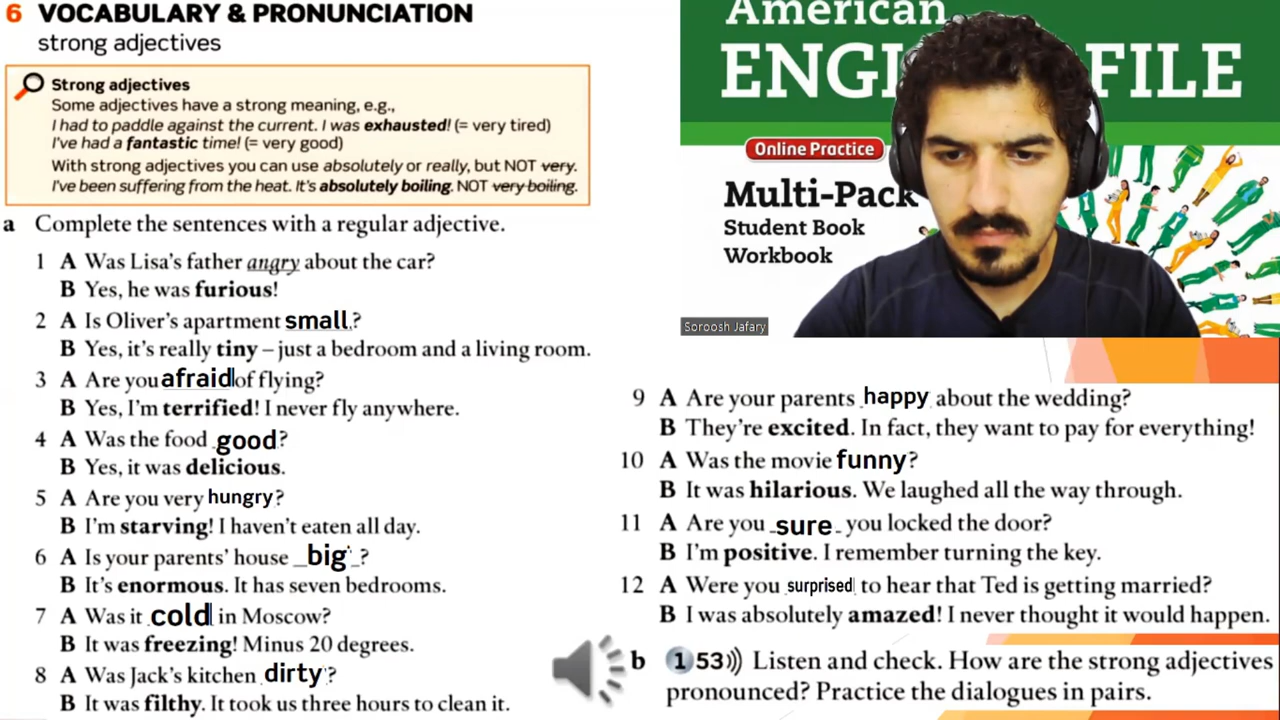 6 VOCABULARY & PRONUNCIATION
strong adjectives
Strong adjectives
Some adjectives have a strong meaning, e.g.,
I had to paddle against the current. I was exhausted! (= very tired)
I've had a fantastic time! (= very good)
With strong adjectives you can use absolutely or really, but NOT very.
I've been suffering from the heat. It's absolutely boiling. NOT very boiling.
a Complete the sentences with a regular adjective.
1 A Was Lisa's father angry about the car?
B Yes, he was furious!
2 A Is Oliver's apartment small?
B Yes, it's really tiny – just a bedroom and a living room.
3 A Are you afraid of flying?
B Yes, I'm terrified! I never fly anywhere.
4 A Was the food good?
B Yes, it was delicious.
5 A Are you very hungry?
B I'm starving! I haven't eaten all day.
6 A Is your parents' house big ?
B It's enormous. It has seven bedrooms.
7 A Was it cold in Moscow?
B It was freezing! Minus 20 degrees.
8 A Was Jack's kitchen dirty?
B It was filthy. It took us three hours to clean it.
American
ENGL FILE
Online Practice
Multi-Pack
Student Book
Workbook
Soroosh Jafary
9 A Are your parents happy about the wedding?
B They're excited. In fact, they want to pay for everything!
10 A Was the movie funny?
B It was hilarious. We laughed all the way through.
11 A Are you sure you locked the door?
B I'm positive. I remember turning the key.
12 A Were you surprised to hear that Ted is getting married?
B I was absolutely amazed! I never thought it would happen.
b 1 53))) Listen and check. How are the strong adjectives
pronounced? Practice the dialogues in pairs.